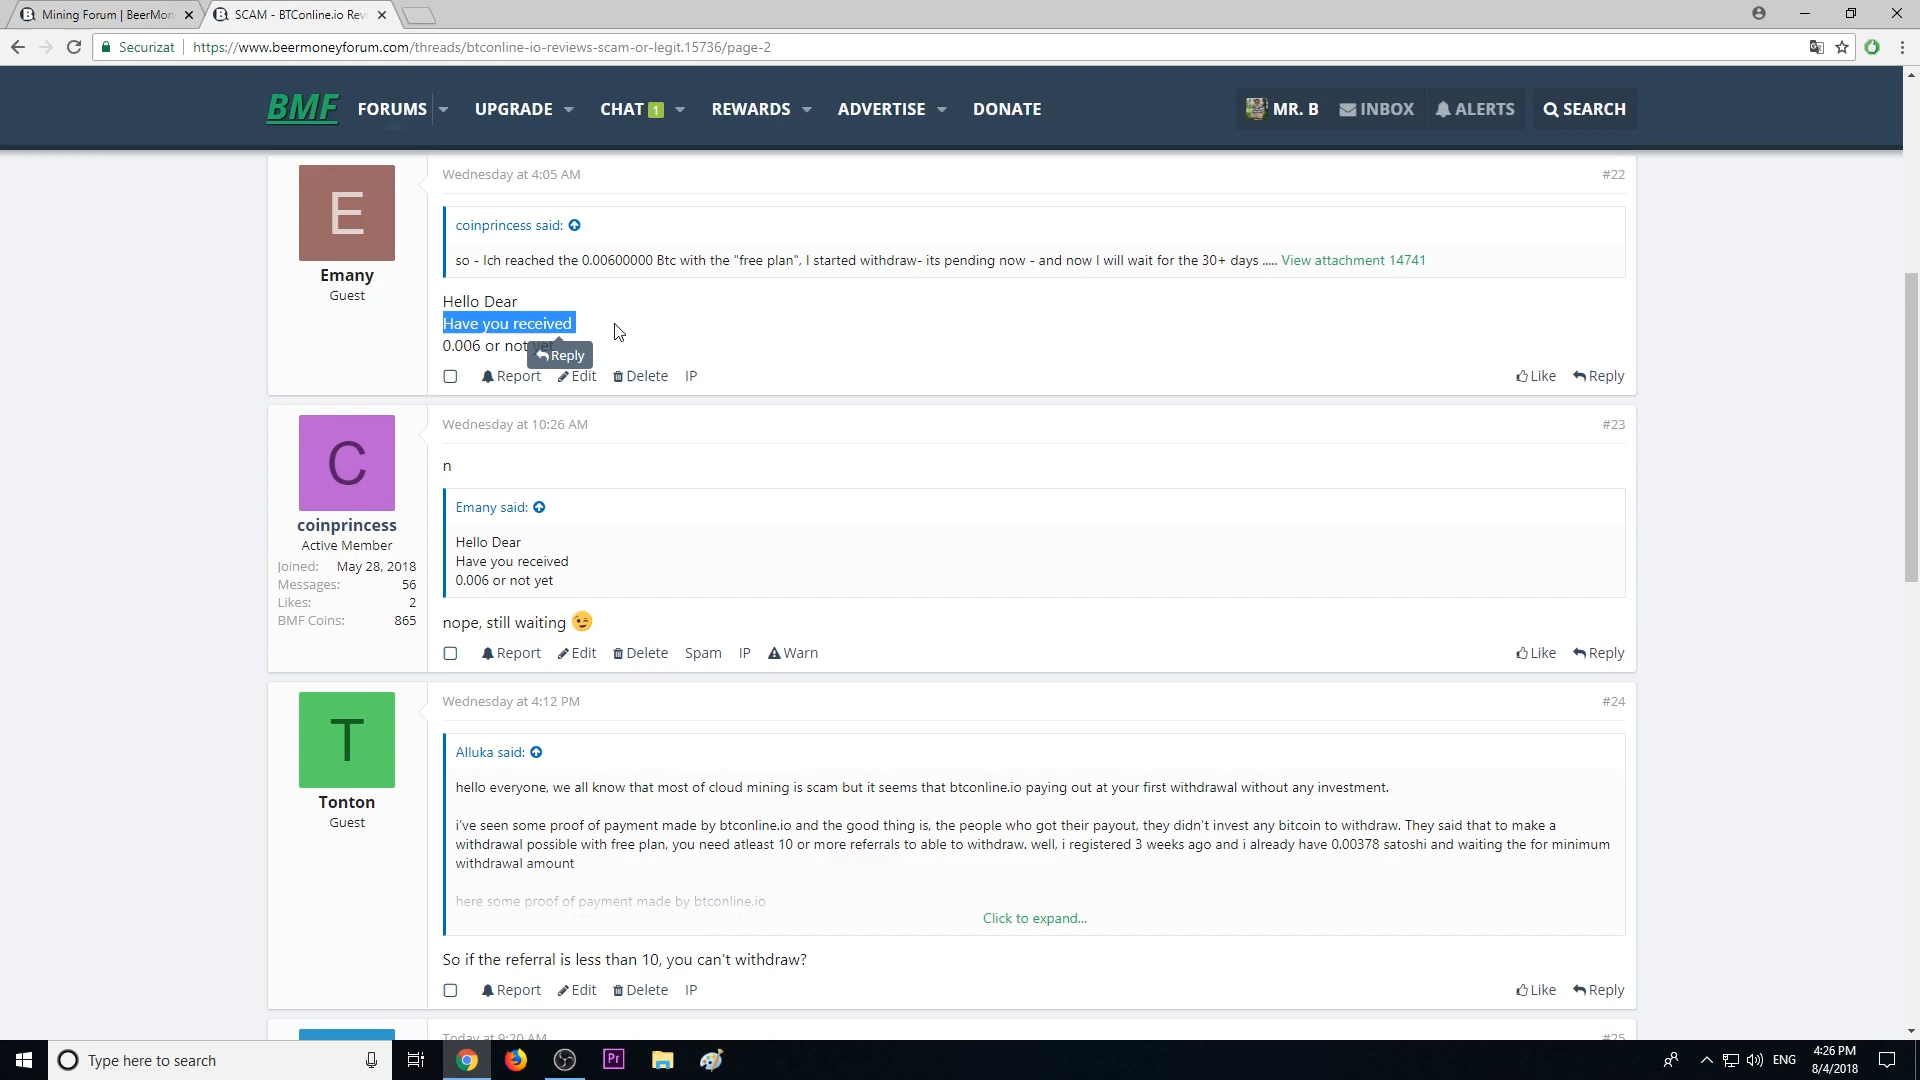 Mining Forum | BeerMon
SCAM - BTConline.io Rev
Securizat
https://www.beermoneyforum.com/threads/btconline-io-reviews-scam-or-legit.15736/page-2
BMF
FORUMS
UPGRADE
CHAT 1
REWARDS
ADVERTISE
DONATE
MR. B
INBOX
ALERTS
SEARCH
E
Emany
Guest
Wednesday at 4:05 AM
#22
coinprincess said:
so - Ich reached the 0.00600000 Btc with the "free plan", I started withdraw- its pending now - and now I will wait for the 30+ days ..... View attachment 14741
Hello Dear
Have you received
0.006 or not yet
Reply
Report Edit Delete IP
Like Reply
C
coinprincess
Active Member
Joined: May 28, 2018
Messages: 56
Likes: 2
BMF Coins: 865
Wednesday at 10:26 AM
#23
n
Emany said:
Hello Dear
Have you received
0.006 or not yet
nope, still waiting 😉
Report Edit Delete Spam IP Warn
Like Reply
T
Tonton
Guest
Wednesday at 4:12 PM
#24
Alluka said:
hello everyone, we all know that most of cloud mining is scam but it seems that btconline.io paying out at your first withdrawal without any investment.
i've seen some proof of payment made by btconline.io and the good thing is, the people who got their payout, they didn't invest any bitcoin to withdraw. They said that to make a
withdrawal possible with free plan, you need atleast 10 or more referrals to able to withdraw. well, i registered 3 weeks ago and i already have 0.00378 satoshi and waiting the for minimum
withdrawal amount
here some proof of payment made by btconline.io
Click to expand...
So if the referral is less than 10, you can't withdraw?
Report Edit Delete IP
Like Reply
Today at 9:20 AM
#25
Type here to search
Pr
ENG
4:26 PM
8/4/2018